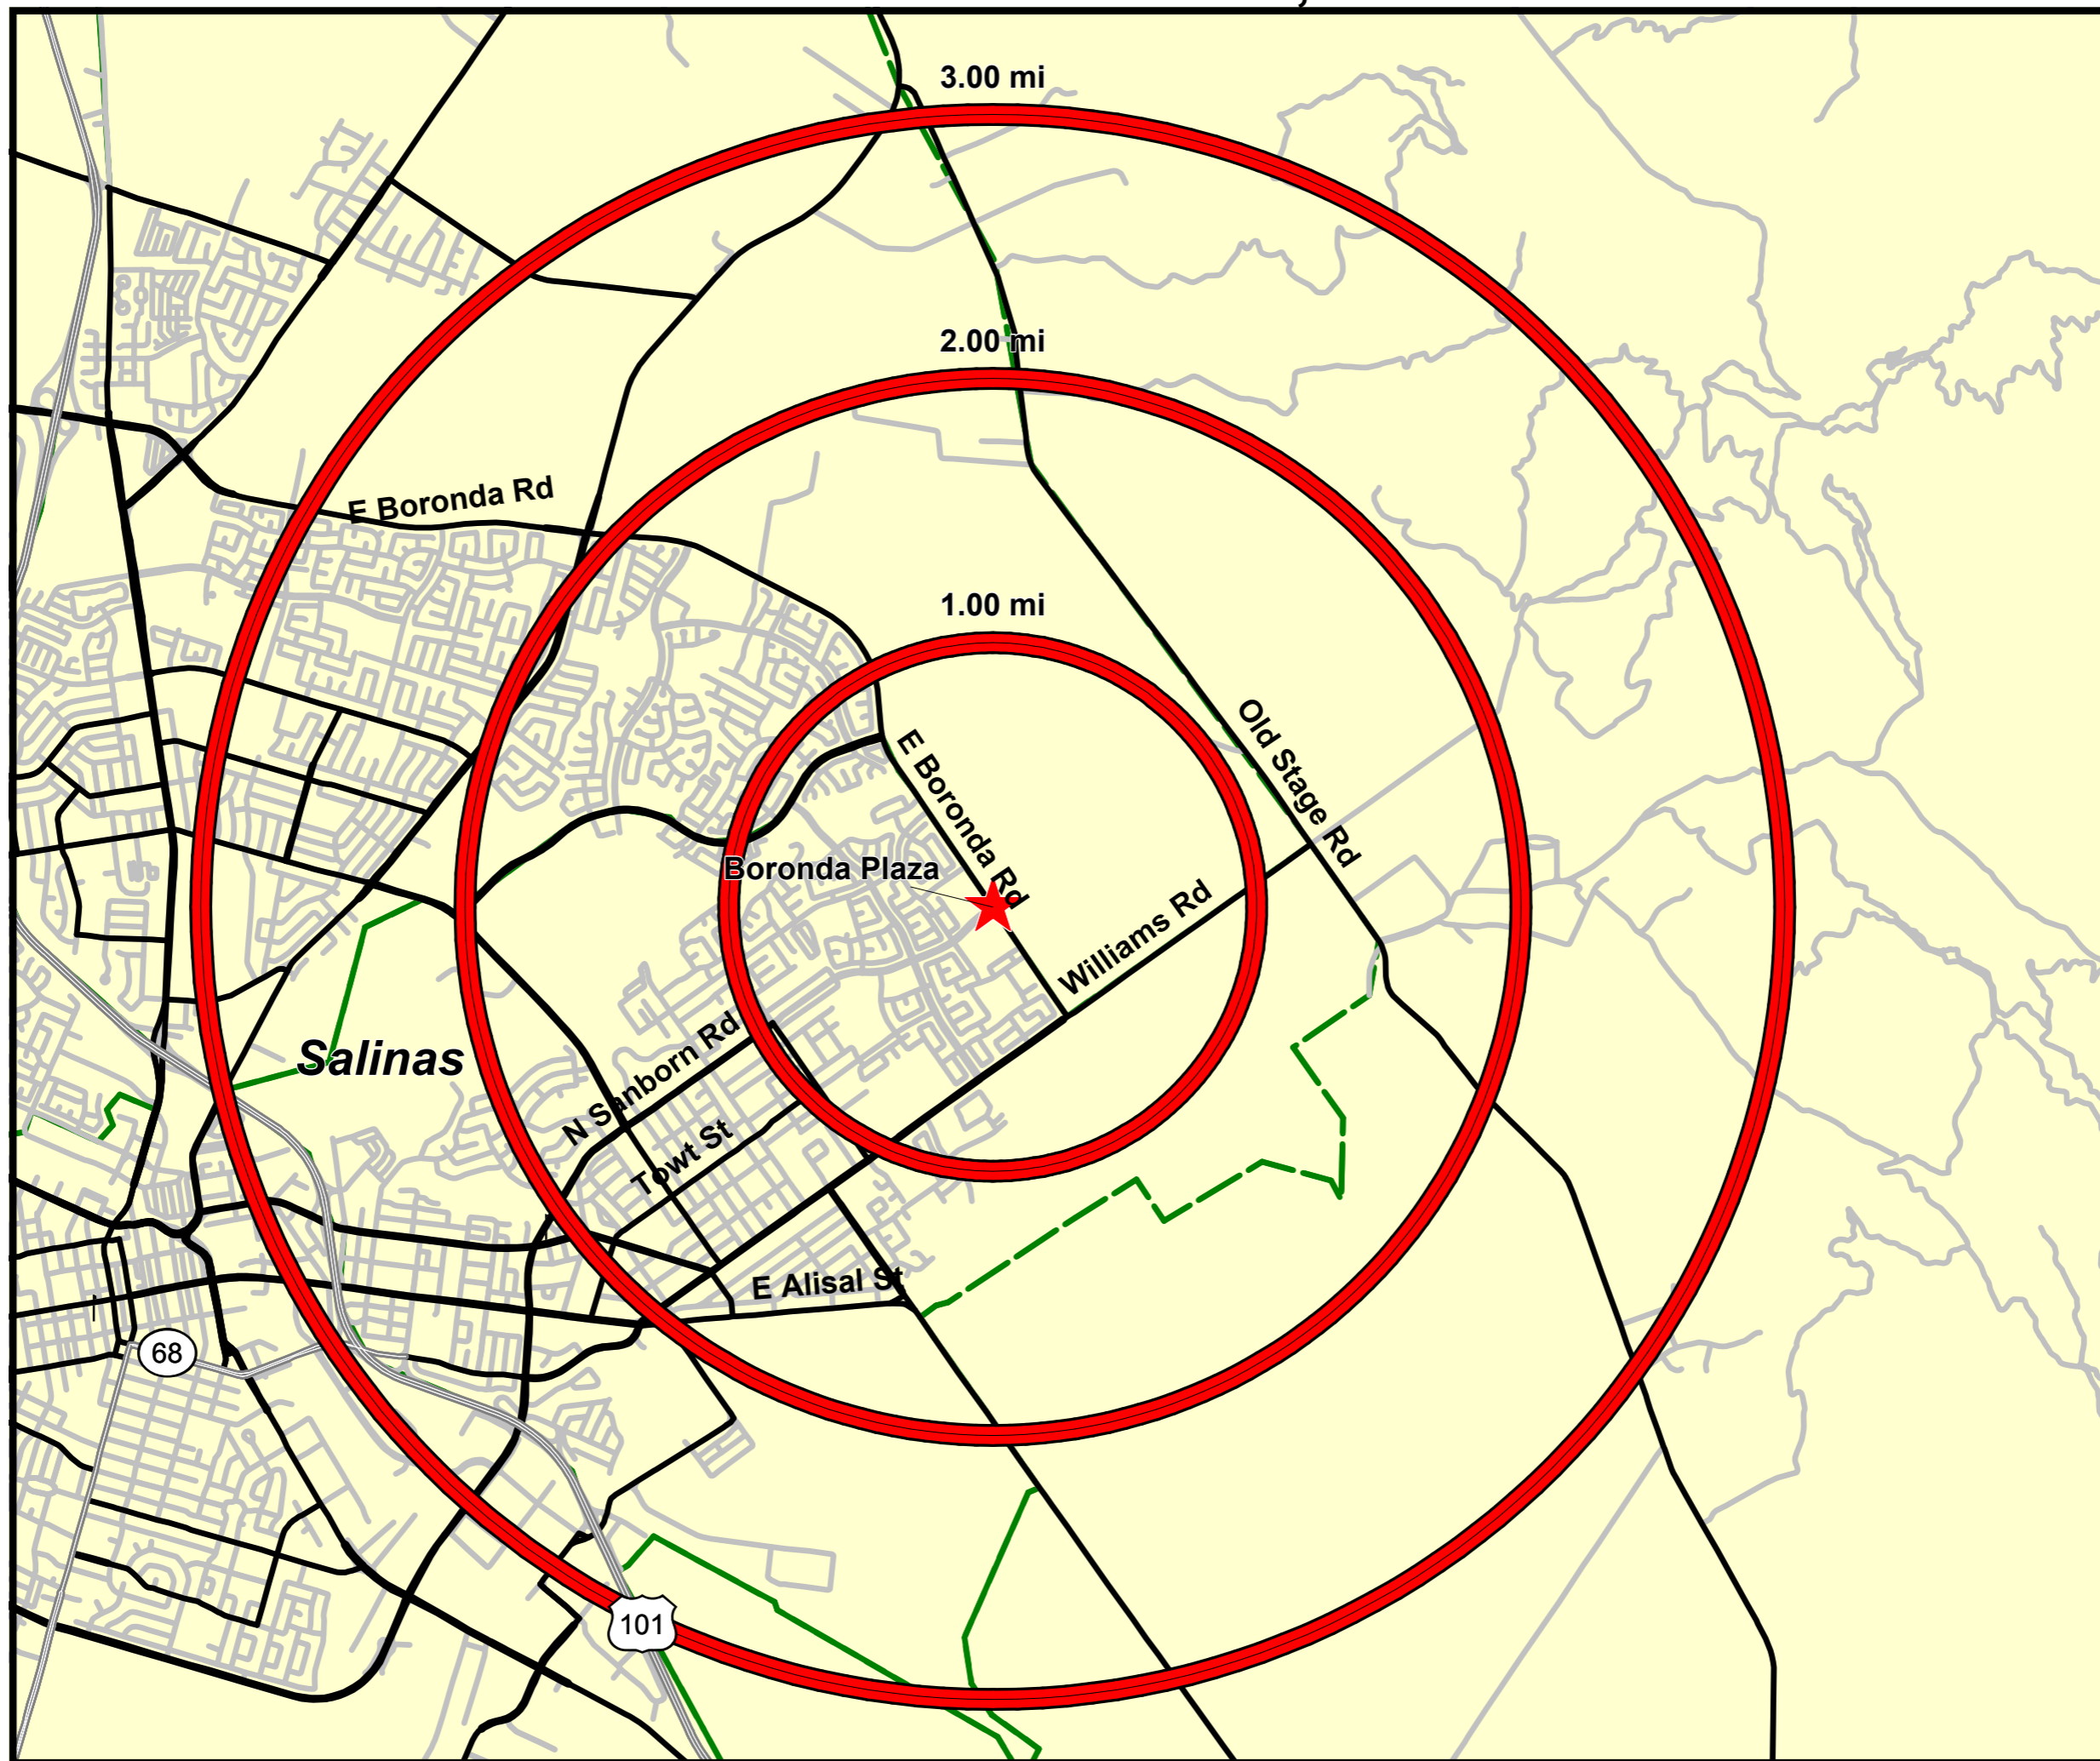 3.00 mi
2.00 mi
E Boronda Rd
1.00 mi
Old Stage Rd
E Boronda Rd
Boronda Plaza
Williams Rd
Salinas
N Sanborn Rd
Towt St
E Alisal St
68
101